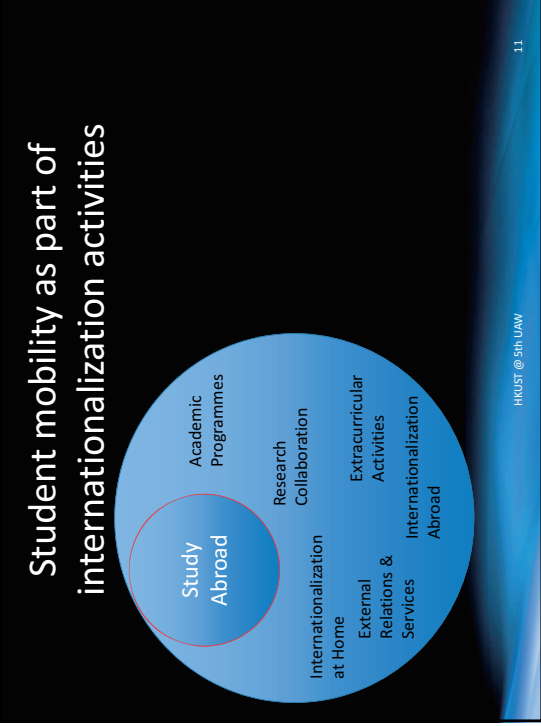 Student mobility as part of
internationalization activities
Study
Abroad
Academic
Programmes
Research
Collaboration
Internationalization
at Home
Extracurricular
Activities
External
Relations &
Services
Internationalization
Abroad
HKUST @ 5th UAW
11